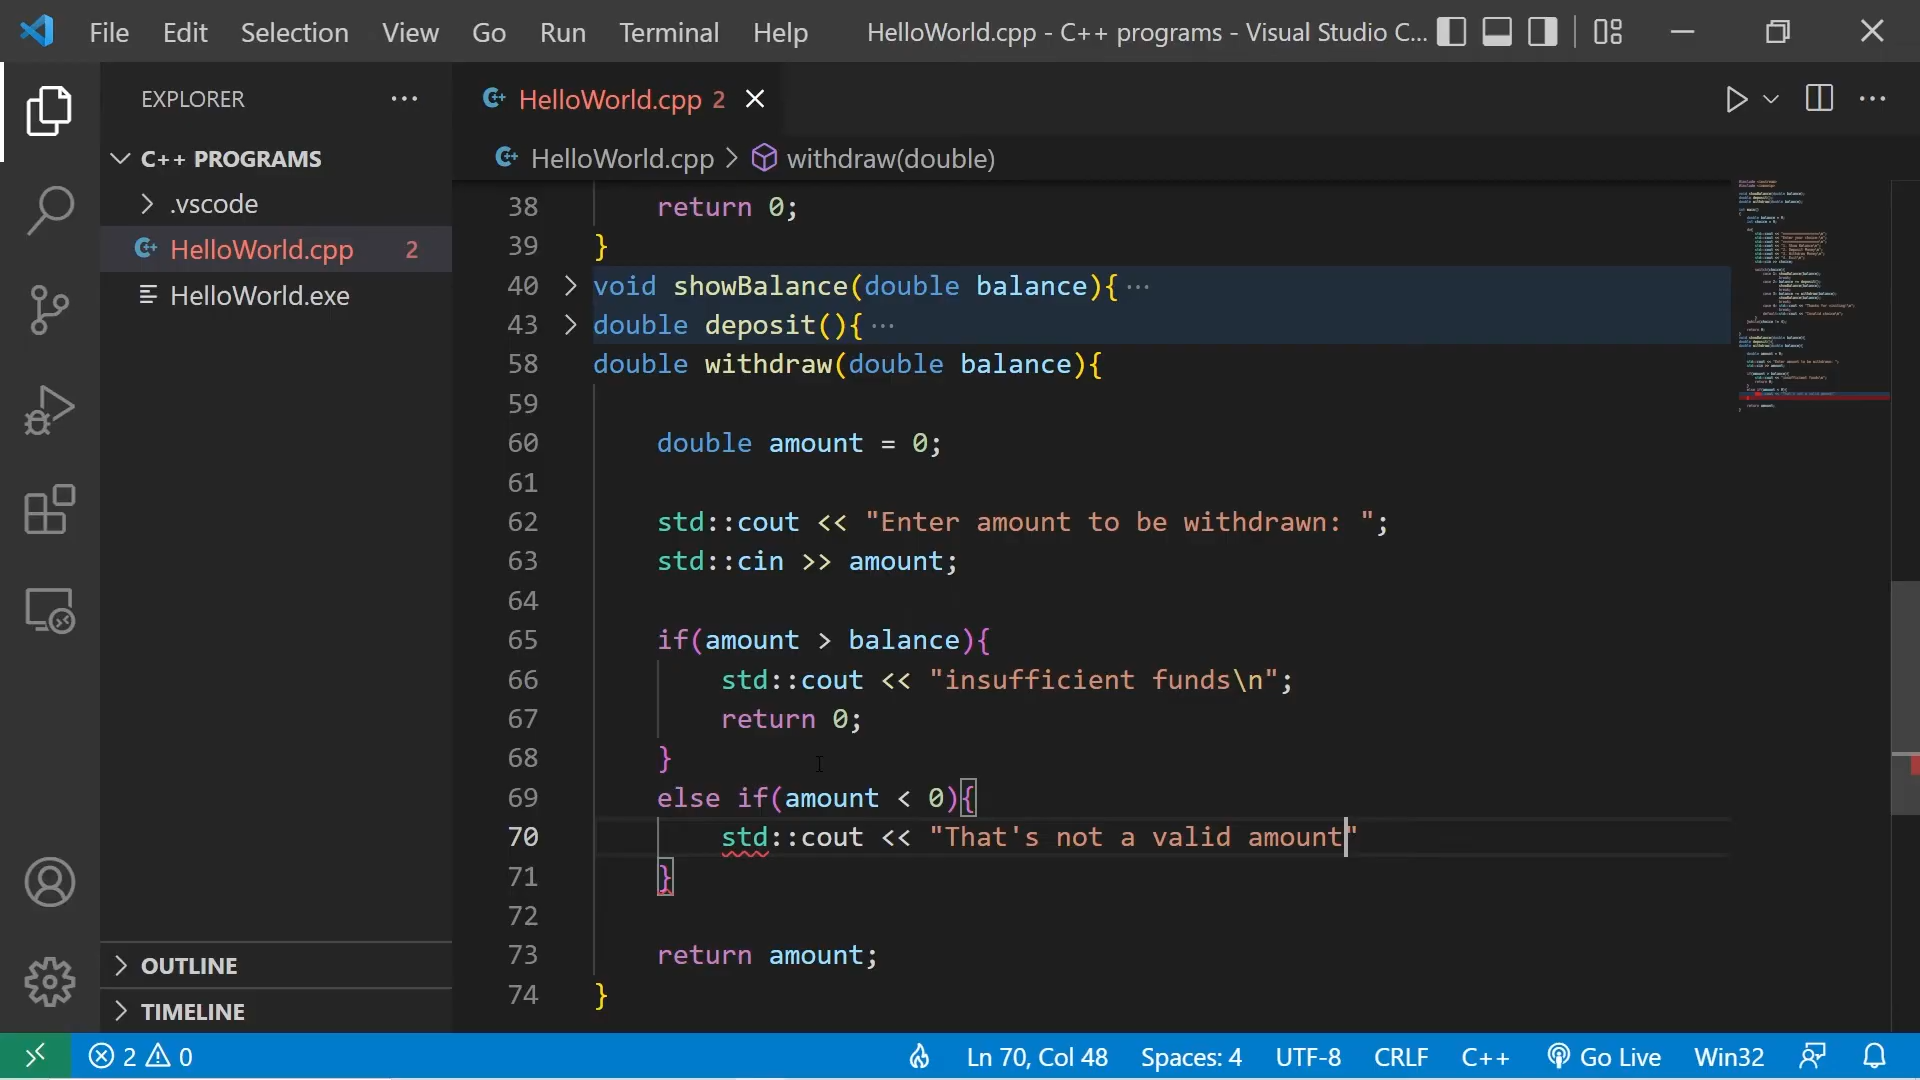 File Edit Selection View Go Run Terminal Help HelloWorld.cpp - C++ programs - Visual Studio C...
EXPLORER ...
C++ PROGRAMS
.vscode
HelloWorld.cpp 2
HelloWorld.exe
OUTLINE
TIMELINE
HelloWorld.cpp 2
HelloWorld.cpp > withdraw(double)
38 return 0;
39 }
40 void showBalance(double balance){ ...
43 double deposit(){ ...
58 double withdraw(double balance){
59
60 double amount = 0;
61
62 std::cout << "Enter amount to be withdrawn: ";
63 std::cin >> amount;
64
65 if(amount > balance){
66 std::cout << "insufficient funds\n";
67 return 0;
68 }
69 else if(amount < 0){
70 std::cout << "That's not a valid amount"
71 }
72
73 return amount;
74 }
2 0 Ln 70, Col 48 Spaces: 4 UTF-8 CRLF C++ Go Live Win32